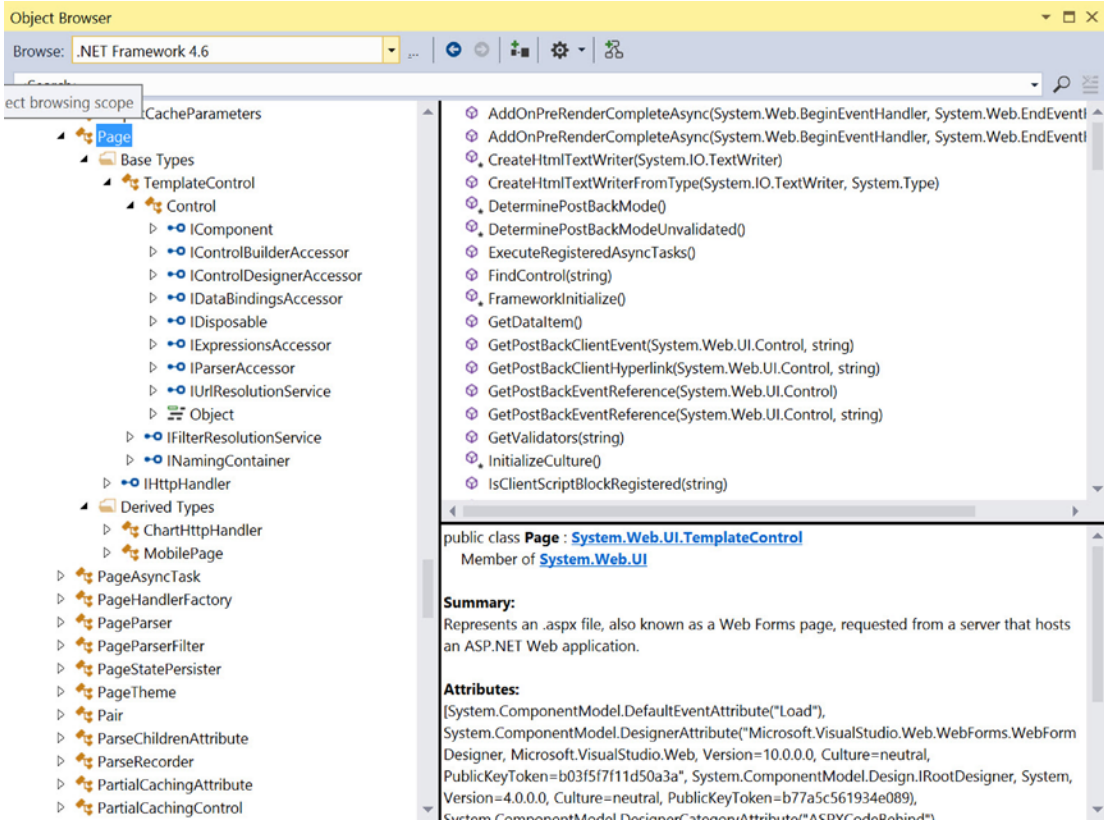 Object Browser
Browse: .NET Framework 4.6
...
ect browsing scope
CacheParameters
Page
Base Types
TemplateControl
Control
IComponent
IControlBuilderAccessor
IControlDesignerAccessor
IDataBindingsAccessor
IDisposable
IExpressionsAccessor
IParserAccessor
IUrlResolutionService
Object
IFilterResolutionService
INamingContainer
IHttpHandler
Derived Types
ChartHttpHandler
MobilePage
PageAsyncTask
PageHandlerFactory
PageParser
PageParserFilter
PageStatePersister
PageTheme
Pair
ParseChildrenAttribute
ParseRecorder
PartialCachingAttribute
PartialCachingControl
AddOnPreRenderCompleteAsync(System.Web.BeginEventHandler, System.Web.EndEventH
AddOnPreRenderCompleteAsync(System.Web.BeginEventHandler, System.Web.EndEventH
CreateHtmlTextWriter(System.IO.TextWriter)
CreateHtmlTextWriterFromType(System.IO.TextWriter, System.Type)
DeterminePostBackMode()
DeterminePostBackModeUnvalidated()
ExecuteRegisteredAsyncTasks()
FindControl(string)
FrameworkInitialize()
GetDataItem()
GetPostBackClientEvent(System.Web.UI.Control, string)
GetPostBackClientHyperlink(System.Web.UI.Control, string)
GetPostBackEventReference(System.Web.UI.Control)
GetPostBackEventReference(System.Web.UI.Control, string)
GetValidators(string)
InitializeCulture()
IsClientScriptBlockRegistered(string)
public class Page : System.Web.UI.TemplateControl
Member of System.Web.UI
Summary:
Represents an .aspx file, also known as a Web Forms page, requested from a server that hosts
an ASP.NET Web application.
Attributes:
[System.ComponentModel.DefaultEventAttribute("Load"),
System.ComponentModel.DesignerAttribute("Microsoft.VisualStudio.Web.WebForms.WebForm
Designer, Microsoft.VisualStudio.Web, Version=10.0.0.0, Culture=neutral,
PublicKeyToken=b03f5f7f11d50a3a", System.ComponentModel.Design.IRootDesigner, System,
Version=4.0.0.0, Culture=neutral, PublicKeyToken=b77a5c561934e089),
System.ComponentModel.DesignerCategoryAttribute("ASPXCodeBehind")